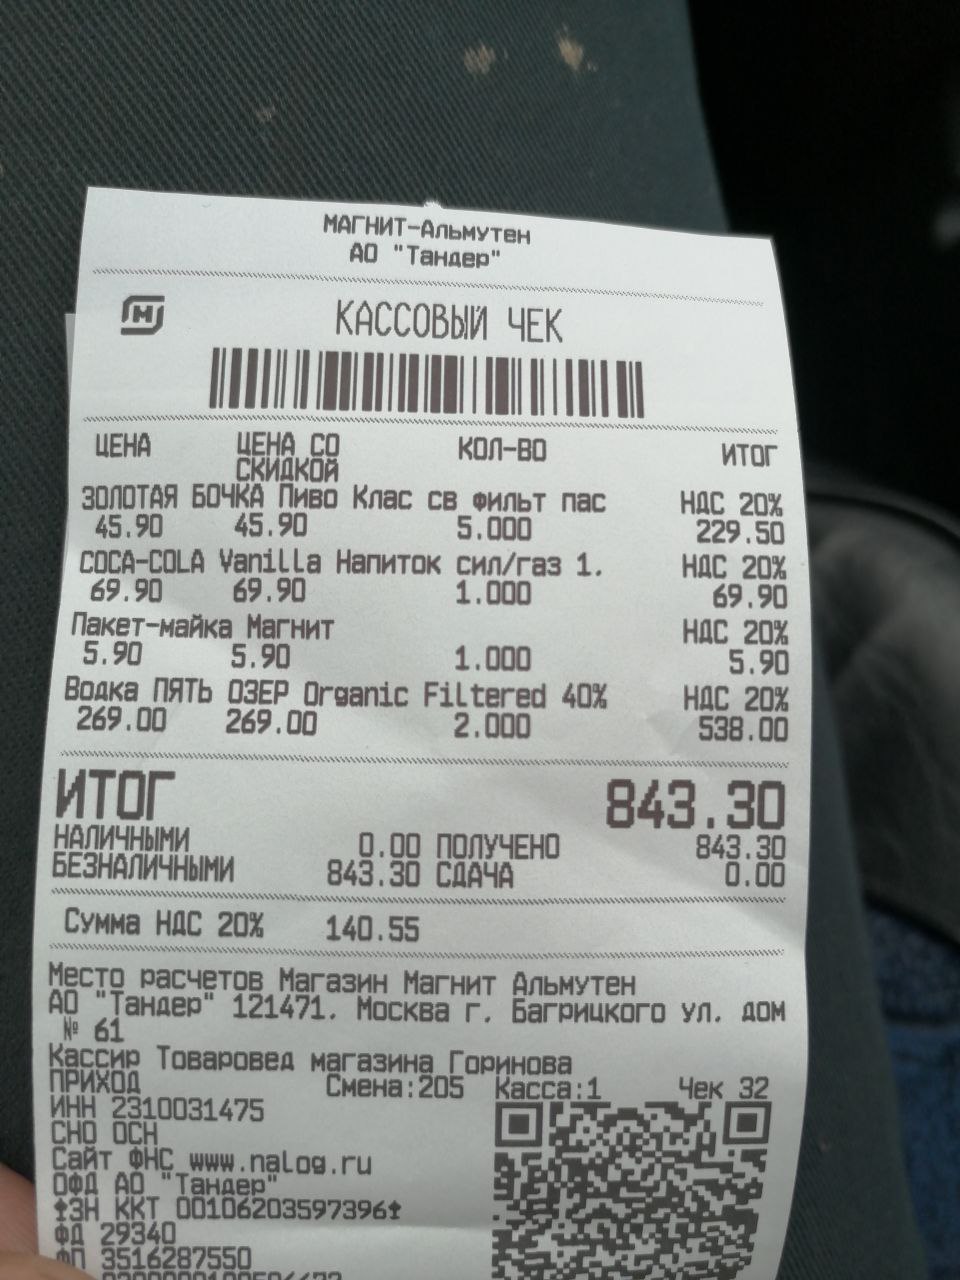 МАГНИТ-Альмутен
АО "Тандер"
КАССОВЫЙ ЧЕК
ЦЕНА ЦЕНА СО СКИДКОЙ КОЛ-ВО ИТОГ
ЗОЛОТАЯ БОЧКА Пиво Клас св фильт пас НДС 20%
45.90 45.90 5.000 229.50
COCA-COLA Vanilla Напиток сил/газ 1. НДС 20%
69.90 69.90 1.000 69.90
Пакет-майка Магнит НДС 20%
5.90 5.90 1.000 5.90
Водка ПЯТЬ ОЗЕР Organic Filtered 40% НДС 20%
269.00 269.00 2.000 538.00
ИТОГ 843.30
НАЛИЧНЫМИ 0.00 ПОЛУЧЕНО 843.30
БЕЗНАЛИЧНЫМИ 843.30 СДАЧА 0.00
Сумма НДС 20% 140.55
Место расчетов Магазин Магнит Альмутен
АО "Тандер" 121471. Москва г. Багрицкого ул. дом
№ 61
Кассир Товаровед магазина Горинова
ПРИХОД Смена:205 Касса:1 Чек 32
ИНН 2310031475
СНО ОСН
Сайт ФНС www.nalog.ru
ОФД АО "Тандер"
ЗН ККТ 00106203597396
ФД 29340
ФП 3516287550